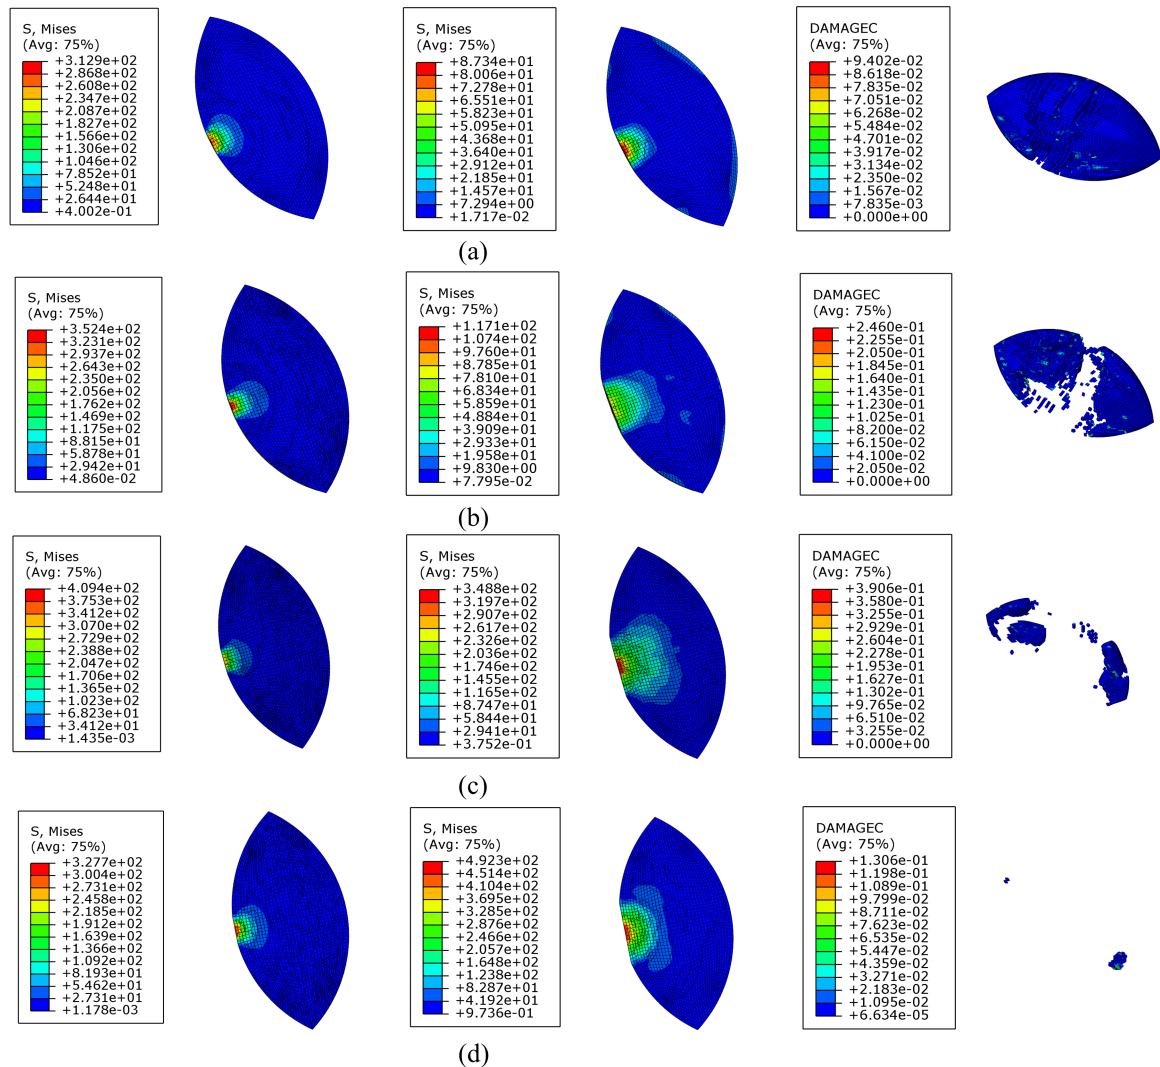 S, Mises
(Avg: 75%)
+3.129e+02
+2.868e+02
+2.608e+02
+2.347e+02
+2.087e+02
+1.827e+02
+1.566e+02
+1.306e+02
+1.046e+02
+7.852e+01
+5.248e+01
+2.644e+01
+4.002e-01
S, Mises
(Avg: 75%)
+8.734e+01
+8.006e+01
+7.278e+01
+6.551e+01
+5.823e+01
+5.095e+01
+4.368e+01
+3.640e+01
+2.912e+01
+2.185e+01
+1.457e+01
+7.294e+00
+1.717e-02
DAMAGEC
(Avg: 75%)
+9.402e-02
+8.618e-02
+7.835e-02
+7.051e-02
+6.268e-02
+5.484e-02
+4.701e-02
+3.917e-02
+3.134e-02
+2.350e-02
+1.567e-02
+7.835e-03
+0.000e+00
(a)
S, Mises
(Avg: 75%)
+3.524e+02
+3.231e+02
+2.937e+02
+2.643e+02
+2.350e+02
+2.056e+02
+1.762e+02
+1.469e+02
+1.175e+02
+8.815e+01
+5.878e+01
+2.942e+01
+4.860e-02
S, Mises
(Avg: 75%)
+1.171e+02
+1.074e+02
+9.760e+01
+8.785e+01
+7.810e+01
+6.834e+01
+5.859e+01
+4.884e+01
+3.909e+01
+2.933e+01
+1.958e+01
+9.830e+00
+7.795e-02
DAMAGEC
(Avg: 75%)
+2.460e-01
+2.255e-01
+2.050e-01
+1.845e-01
+1.640e-01
+1.435e-01
+1.230e-01
+1.025e-01
+8.200e-02
+6.150e-02
+4.100e-02
+2.050e-02
+0.000e+00
(b)
S, Mises
(Avg: 75%)
+4.094e+02
+3.753e+02
+3.412e+02
+3.070e+02
+2.729e+02
+2.388e+02
+2.047e+02
+1.706e+02
+1.365e+02
+1.023e+02
+6.823e+01
+3.412e+01
+1.435e-03
S, Mises
(Avg: 75%)
+3.488e+02
+3.197e+02
+2.907e+02
+2.617e+02
+2.326e+02
+2.036e+02
+1.746e+02
+1.455e+02
+1.165e+02
+8.747e+01
+5.844e+01
+2.941e+01
+3.752e-01
DAMAGEC
(Avg: 75%)
+3.906e-01
+3.580e-01
+3.255e-01
+2.929e-01
+2.604e-01
+2.278e-01
+1.953e-01
+1.627e-01
+1.302e-01
+9.765e-02
+6.510e-02
+3.255e-02
+0.000e+00
(c)
S, Mises
(Avg: 75%)
+3.277e+02
+3.004e+02
+2.731e+02
+2.458e+02
+2.185e+02
+1.912e+02
+1.639e+02
+1.366e+02
+1.092e+02
+8.193e+01
+5.462e+01
+2.731e+01
+1.178e-03
S, Mises
(Avg: 75%)
+4.923e+02
+4.514e+02
+4.104e+02
+3.695e+02
+3.285e+02
+2.876e+02
+2.466e+02
+2.057e+02
+1.648e+02
+1.238e+02
+8.287e+01
+4.192e+01
+9.736e-01
DAMAGEC
(Avg: 75%)
+1.306e-01
+1.198e-01
+1.089e-01
+9.799e-02
+8.711e-02
+7.623e-02
+6.535e-02
+5.447e-02
+4.359e-02
+3.271e-02
+2.183e-02
+1.095e-02
+6.634e-05
(d)